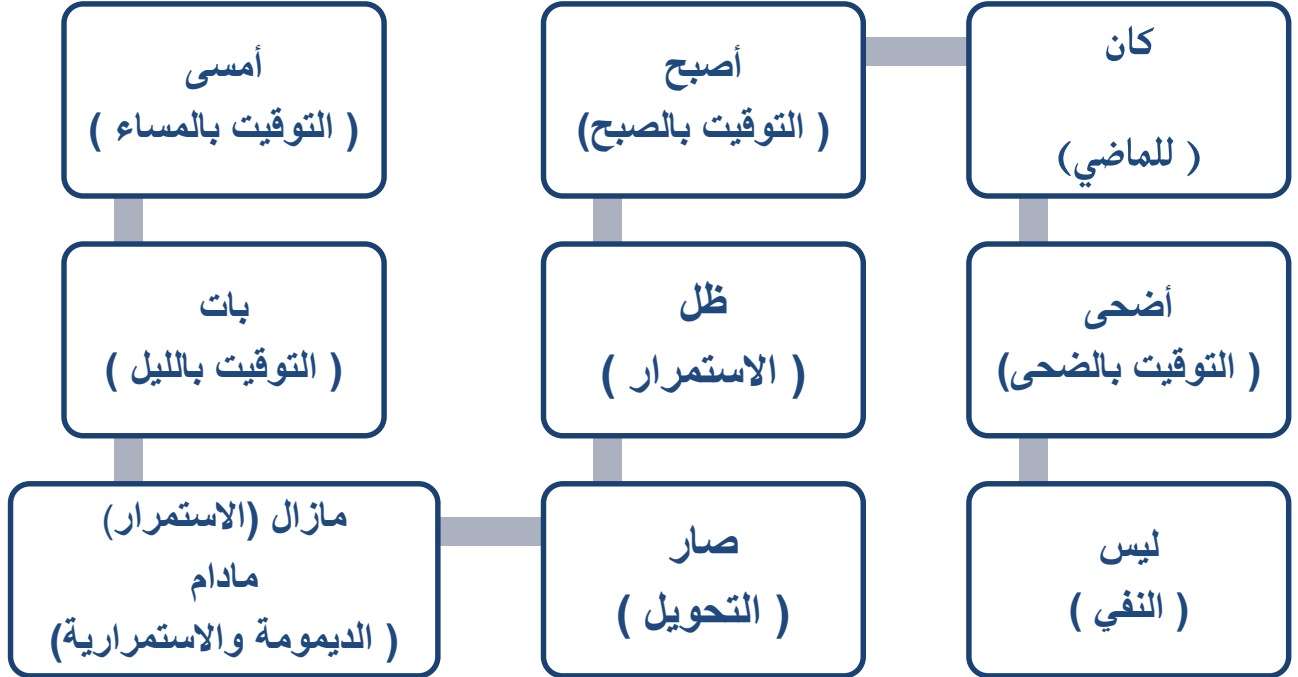 كان
( للماضي)
أصبح
( التوقيت بالصبح)
أمسى
( التوقيت بالمساء )
أضحى
( التوقيت بالضحى)
ظل
( الاستمرار )
بات
( التوقيت بالليل )
ليس
( النفي )
صار
( التحويل )
مازال (الاستمرار)
مادام
( الديمومة والاستمرارية)